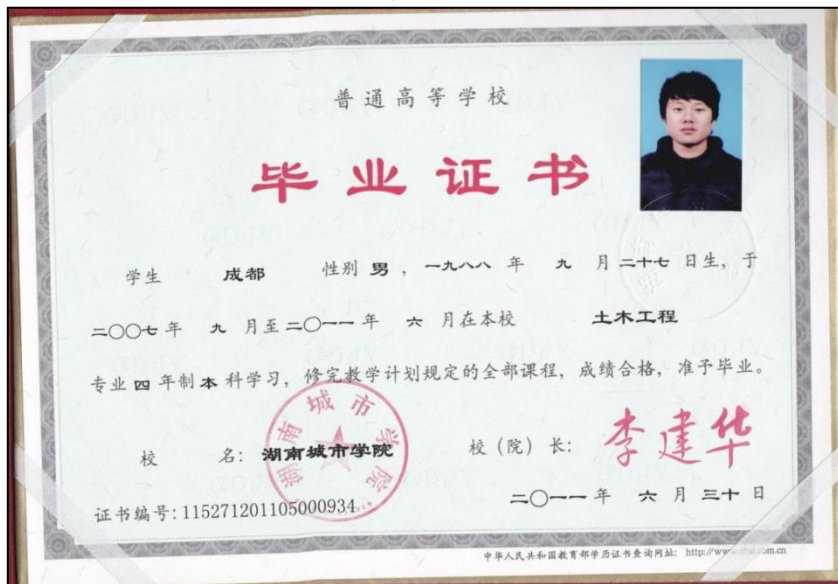 普通高等学校
毕业证书
学生 成都 性别 男 ，一九八八 年 九 月 二十七 日生，于
二〇〇七 年 九 月至 二〇一一 年 六 月在本校 土木工程
专业 四 年制 本 科学习，修完教学计划规定的全部课程，成绩合格，准予毕业。
校 名：湖南城市学院 校（院）长：李建华
湖南城市学院
证书编号：115271201105000934 二〇一一 年 六 月 三十 日
中华人民共和国教育部学历证书查询网址：http://www.chsi.com.cn